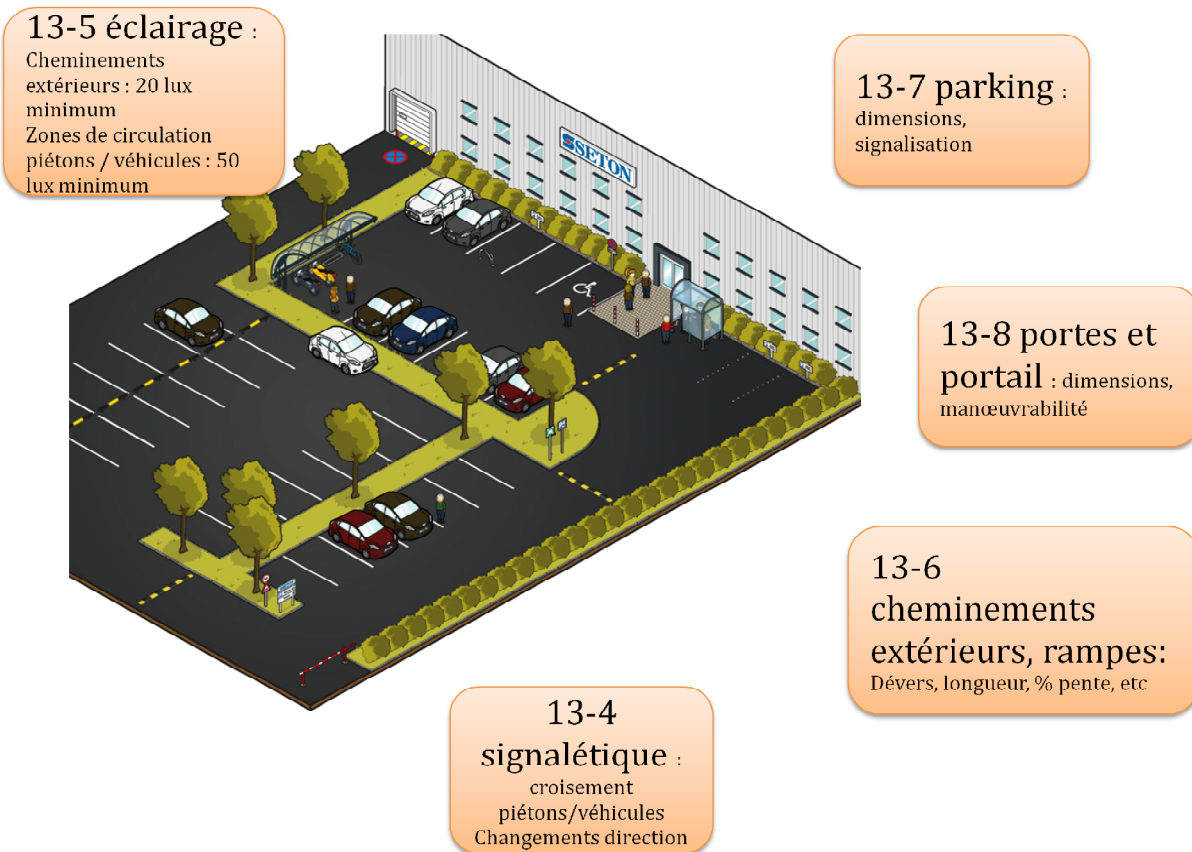 13-5 éclairage :
Cheminements
extérieurs : 20 lux
minimum
Zones de circulation
piétons / véhicules : 50
lux minimum
SETON
13-7 parking :
dimensions,
signalisation
13-8 portes et
portail : dimensions,
manœuvrabilité
13-6
cheminements
extérieurs, rampes:
Dévers, longueur, % pente, etc
13-4
signalétique :
croisement
piétons/véhicules
Changements direction